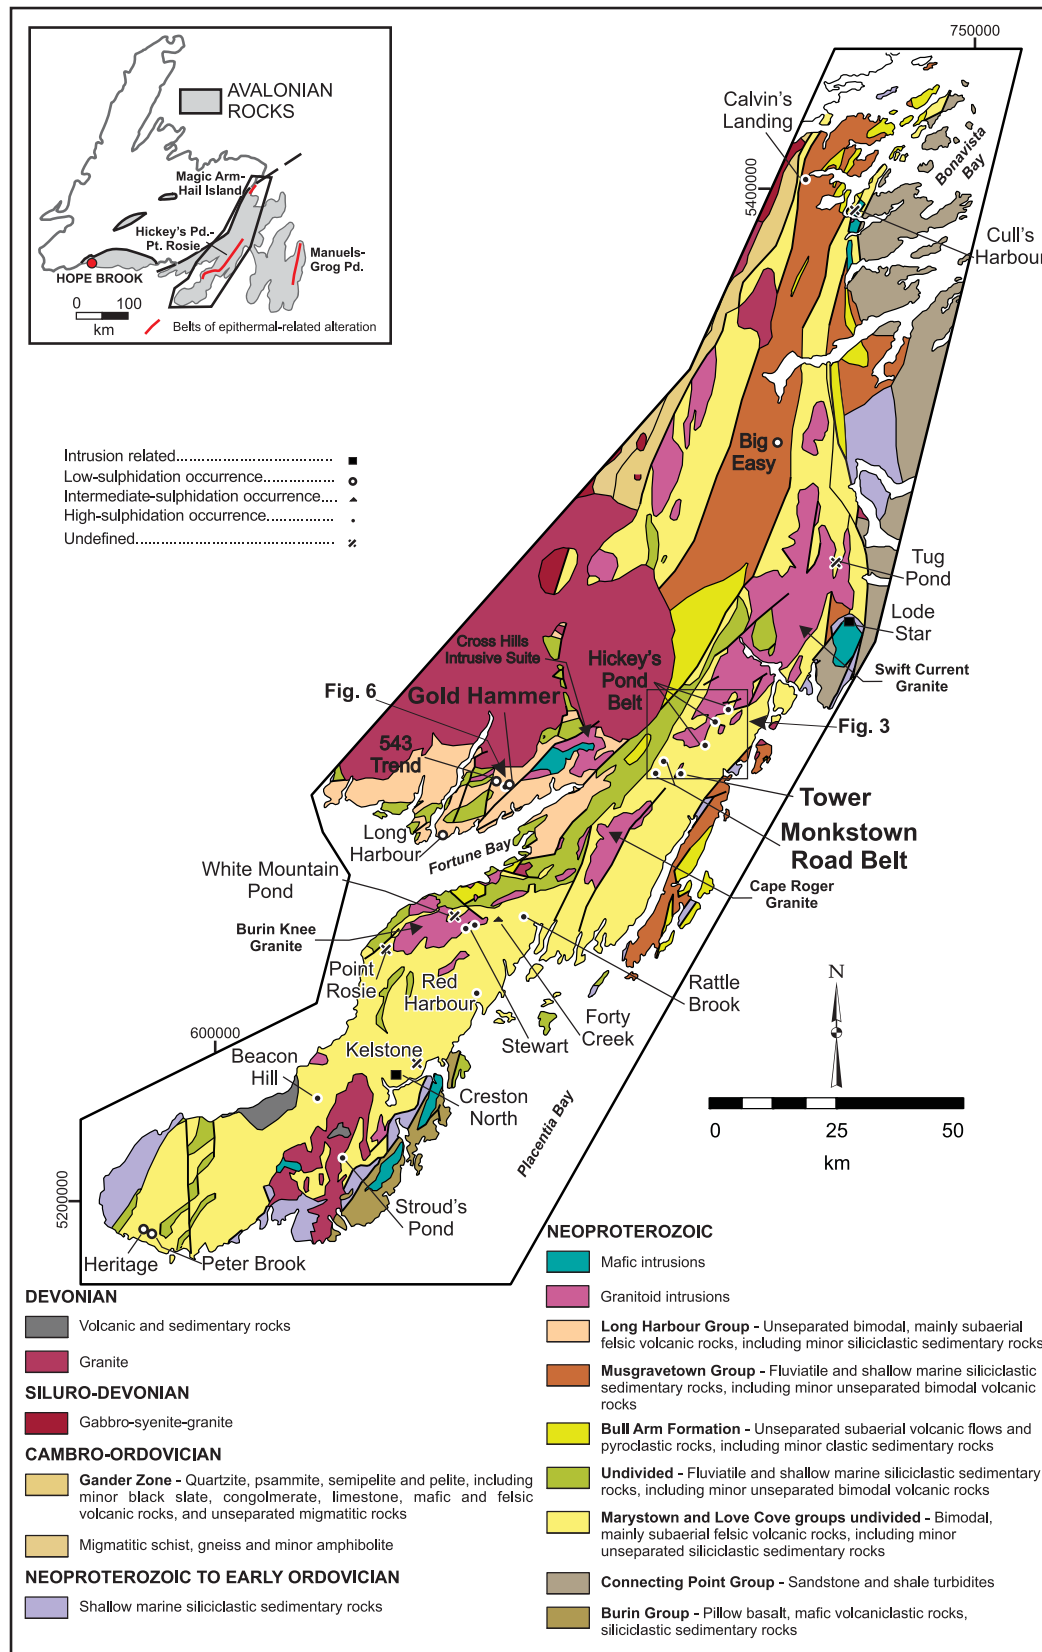 750000
AVALONIAN
ROCKS
Magic Arm-
Hail Island
Hickey's Pd.-
Pt. Rosie
Manuels-
Grog Pd.
HOPE BROOK
0 100
km
Belts of epithermal-related alteration
Calvin's
Landing
5400000
Bonavista
Bay
Cull's
Harbour
Intrusion related
Low-sulphidation occurrence
Intermediate-sulphidation occurrence
High-sulphidation occurrence
Undefined
Big
Easy
Tug
Pond
Lode
Star
Cross Hills
Intrusive Suite
Hickey's
Pond
Belt
Swift Current
Granite
Fig. 6
Gold Hammer
Fig. 3
543
Trend
Tower
Long
Harbour
Fortune Bay
Monkstown
Road Belt
White Mountain
Pond
Cape Roger
Granite
Burin Knee
Granite
Point
Rosie
Red
Harbour
Rattle
Brook
N
Forty
Creek
Stewart
600000
Beacon
Hill
Kelstone
Creston
North
Placentia Bay
0 25 50
km
5200000
Stroud's
Pond
Heritage
Peter Brook
DEVONIAN
Volcanic and sedimentary rocks
Granite
SILURO-DEVONIAN
Gabbro-syenite-granite
CAMBRO-ORDOVICIAN
Gander Zone - Quartzite, psammite, semipelite and pelite, including
minor black slate, congolmerate, limestone, mafic and felsic
volcanic rocks, and unseparated migmatitic rocks
Migmatitic schist, gneiss and minor amphibolite
NEOPROTEROZOIC TO EARLY ORDOVICIAN
Shallow marine siliciclastic sedimentary rocks
NEOPROTEROZOIC
Mafic intrusions
Granitoid intrusions
Long Harbour Group - Unseparated bimodal, mainly subaerial
felsic volcanic rocks, including minor siliciclastic sedimentary rocks
Musgravetown Group - Fluviatile and shallow marine siliciclastic
sedimentary rocks, including minor unseparated bimodal volcanic
rocks
Bull Arm Formation - Unseparated subaerial volcanic flows and
pyroclastic rocks, including minor clastic sedimentary rocks
Undivided - Fluviatile and shallow marine siliciclastic sedimentary
rocks, including minor unseparated bimodal volcanic rocks
Marystown and Love Cove groups undivided - Bimodal,
mainly subaerial felsic volcanic rocks, including minor
unseparated siliciclastic sedimentary rocks
Connecting Point Group - Sandstone and shale turbidites
Burin Group - Pillow basalt, mafic volcaniclastic rocks,
siliciclastic sedimentary rocks